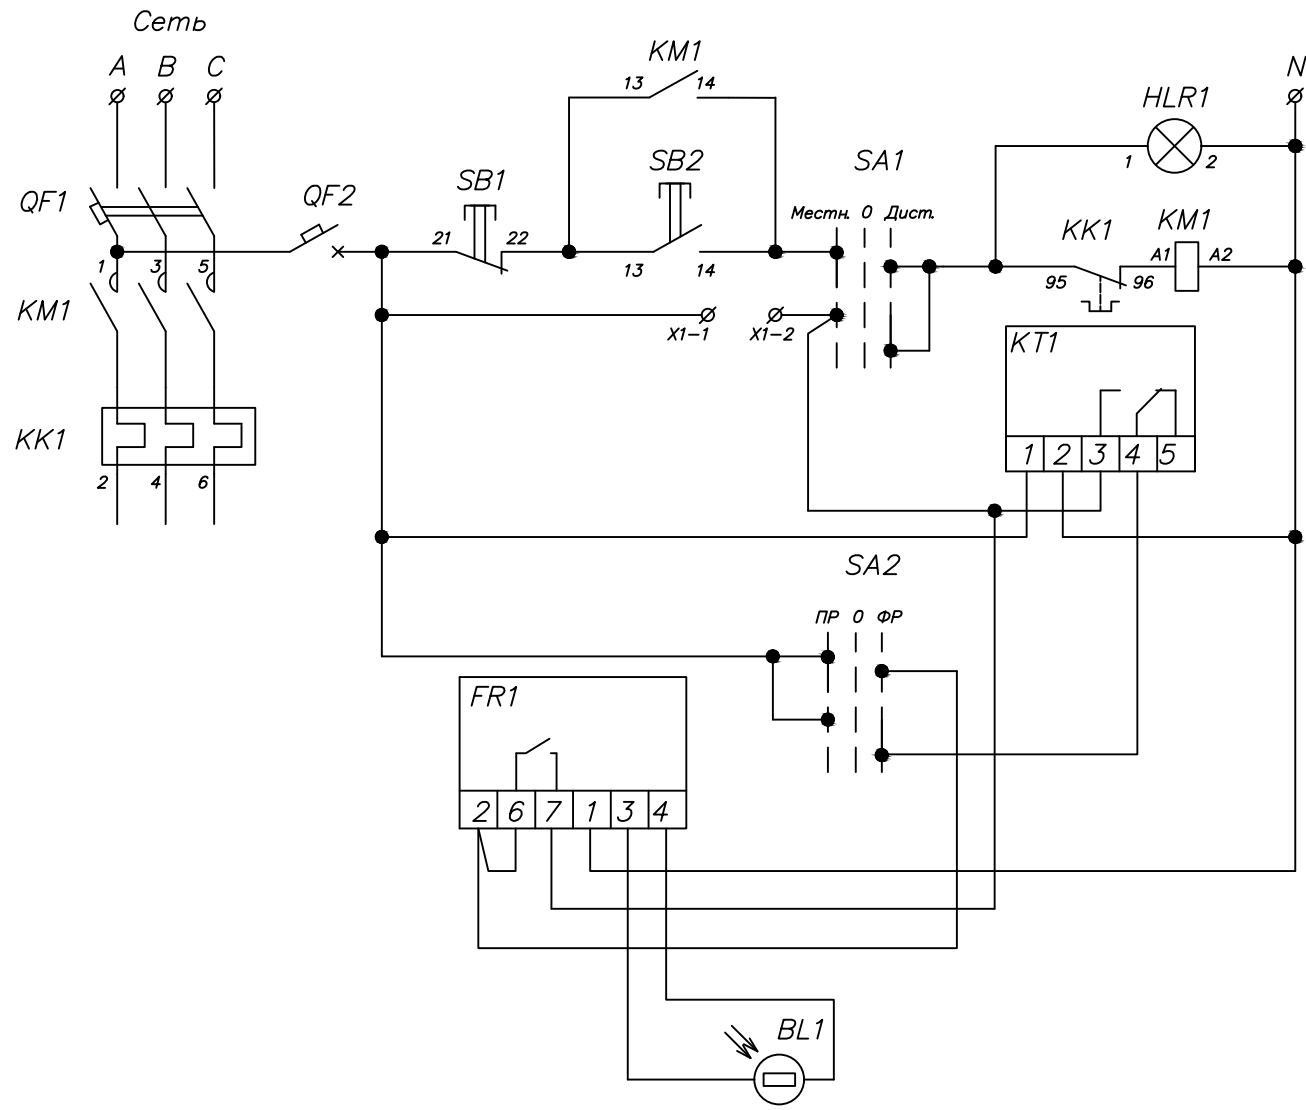 Сеть
A B C
N
KM1
13 14
HLR1
1 2
QF1
QF2
SB1
SB2
SA1
Местн. 0 Дист.
21 22
13 14
KK1
KM1
A1 A2
95 96
1 3 5
KM1
X1-1 X1-2
KT1
KK1
1 2 3 4 5
2 4 6
SA2
ПР 0 ФР
FR1
2 6 7 1 3 4
BL1